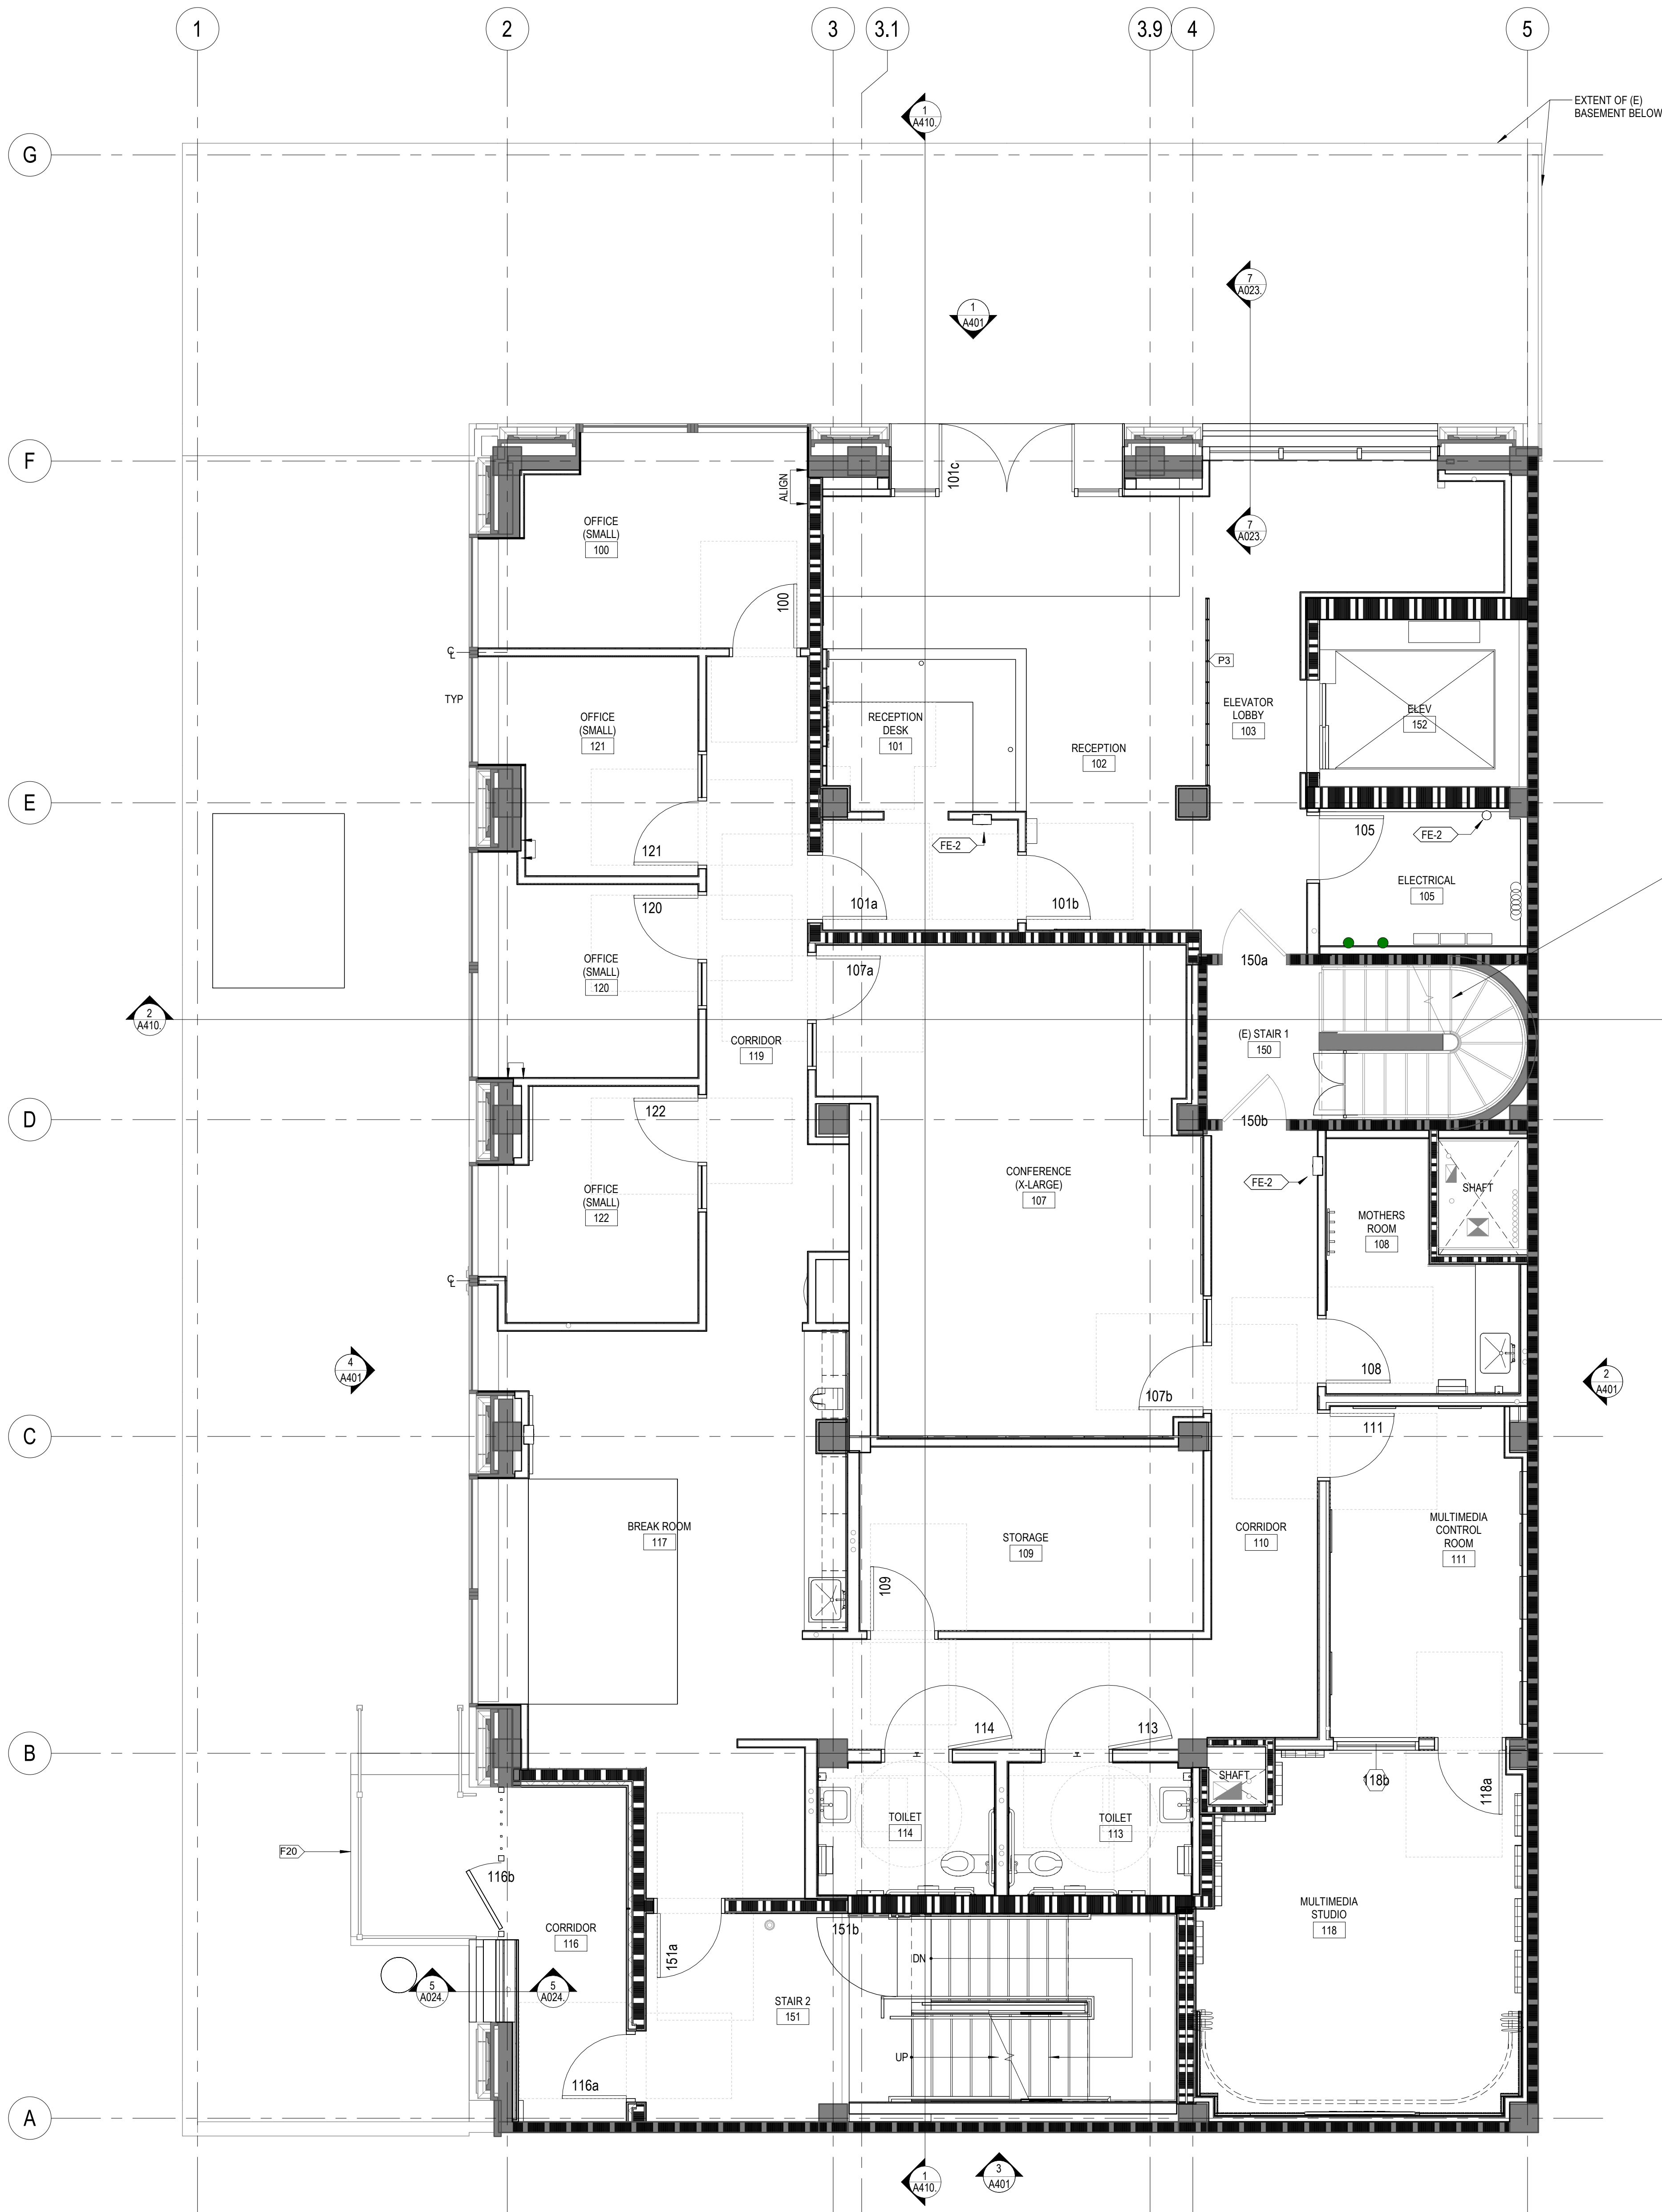 1
2
3
3.1
3.9
4
5
EXTENT OF (E)
BASEMENT BELOW
1
A410.
G
7
A023.
1
A401
F
101c
ALIGN
OFFICE
(SMALL)
100
7
A023.
100
CL
P3
TYP
ELEVATOR
LOBBY
103
ELEV
152
OFFICE
(SMALL)
121
RECEPTION
DESK
101
RECEPTION
102
E
105
FE-2
FE-2
121
ELECTRICAL
105
120
101a
101b
OFFICE
(SMALL)
120
107a
150a
2
A410.
CORRIDOR
119
(E) STAIR 1
150
D
122
150b
CONFERENCE
(X-LARGE)
107
FE-2
SHAFT
OFFICE
(SMALL)
122
MOTHERS
ROOM
108
CL
4
A401
108
2
A401
107b
C
111
BREAK ROOM
117
STORAGE
109
CORRIDOR
110
MULTIMEDIA
CONTROL
ROOM
111
109
114
113
B
SHAFT
118b
118a
TOILET
114
TOILET
113
F20
116b
CORRIDOR
116
MULTIMEDIA
STUDIO
118
151a
151b
DN
5
A024.
5
A024.
STAIR 2
151
UP
116a
A
1
A410.
3
A401